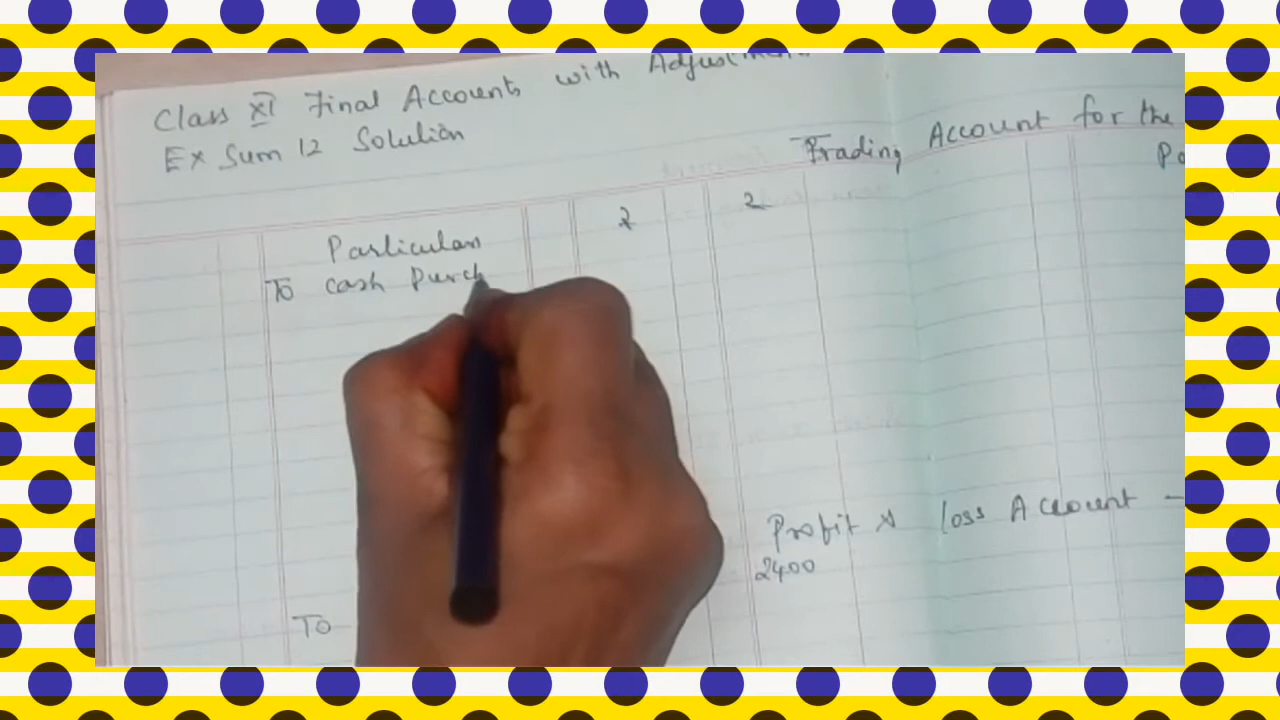 Class XI Final Accounts with Adjustment
Ex Sum 12 Solution
Trading Account for the
Particulars ₹ ₹
To cash Purch
Profit & loss Account -
2400
To